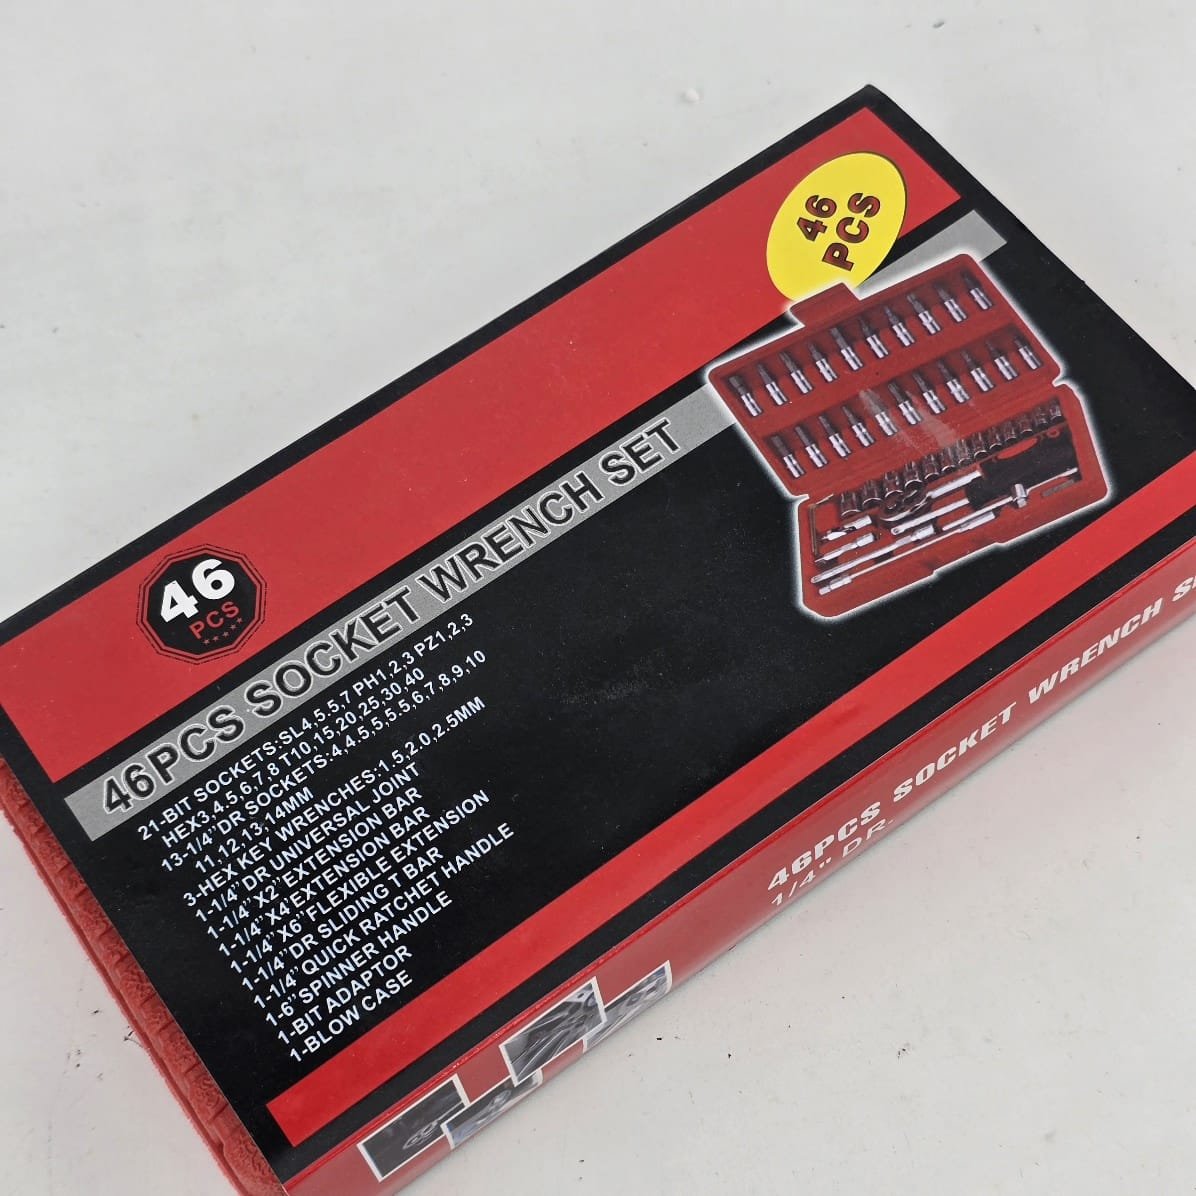 46
PCS
46
PCS
46PCS SOCKET WRENCH SET
21-BIT SOCKETS:SL4,5.5,7 PH1,2,3 PZ1,2,3
HEX3,4,5,6,7,8 T10,15,20,25,30,40
13-1/4"DR SOCKETS:4,4.5,5,5.5,6,7,8,9,10
11,12,13,14MM
3-HEX KEY WRENCHES:1.5,2.0,2.5MM
1-1/4"DR UNIVERSAL JOINT
1-1/4"X2"EXTENSION BAR
1-1/4"X4"EXTENSION BAR
1-1/4"X6"FLEXIBLE EXTENSION
1-1/4"DR SLIDING T BAR
1-1/4"QUICK RATCHET HANDLE
1-6"SPINNER HANDLE
1-BIT ADAPTOR
1-BLOW CASE
46PCS SOCKET WRENCH S
1/4" DR.